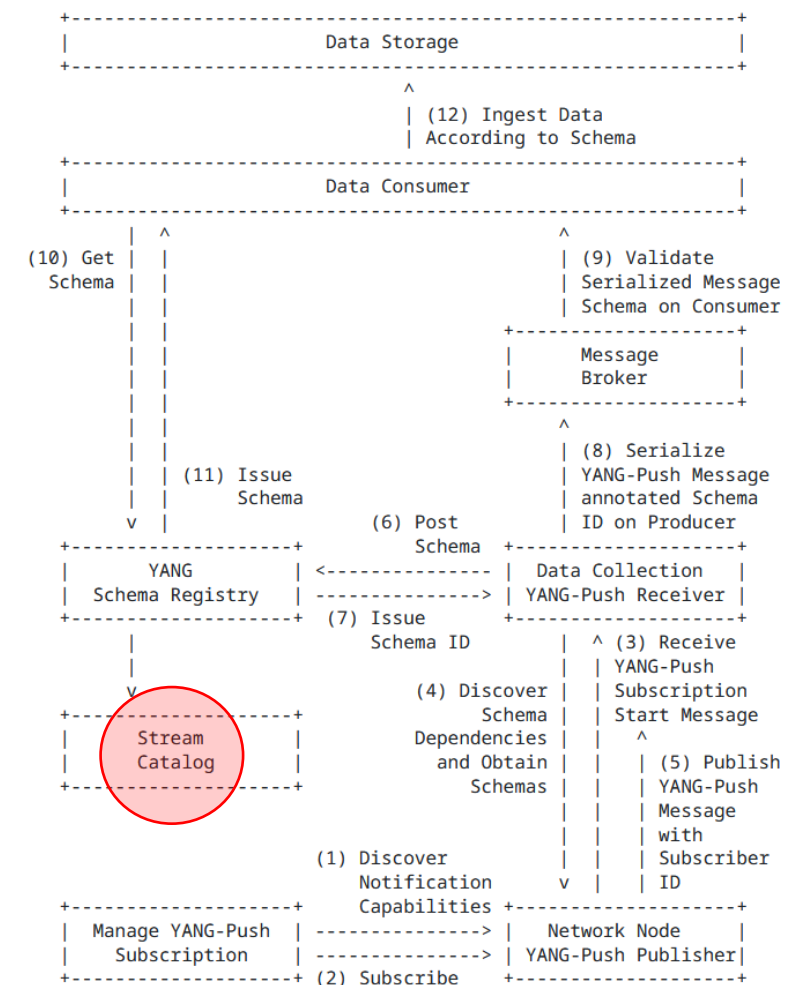 +-------------------------------------------------------------+
|                        Data Storage                         |
+-------------------------------------------------------------+
                               ^
                               | (12) Ingest Data
                               | According to Schema
+-------------------------------------------------------------+
|                        Data Consumer                        |
+-------------------------------------------------------------+
      |  ^                                   ^
(10) Get |  |                                   | (9) Validate
  Schema |  |                                   | Serialized Message
      |  |                                   | Schema on Consumer
      |  |                              +--------------------+
      |  |                              |      Message       |
      |  |                              |      Broker        |
      |  |                              +--------------------+
      |  |                                   ^
      |  |                                   | (8) Serialize
      |  | (11) Issue                        | YANG-Push Message
      |  |      Schema                       | annotated Schema
      v  |                  (6) Post         | ID on Producer
+--------------------+          Schema  +--------------------+
|       YANG         | <--------------- |  Data Collection   |
|  Schema Registry   | ---------------> | YANG-Push Receiver |
+--------------------+  (7) Issue       +--------------------+
      |                     Schema ID        |  ^ (3) Receive
      |                                      |  | YANG-Push
      v                         (4) Discover |  | Subscription
+--------------------+                Schema |  | Start Message
|      Stream        |          Dependencies |  |   ^
|      Catalog       |            and Obtain |  |   | (5) Publish
+--------------------+               Schemas |  |   | YANG-Push
                                             |  |   | Message
                                             |  |   | with
                       (1) Discover          |  |   | Subscriber
                           Notification      v  |   | ID
+--------------------+     Capabilities +--------------------+
|  Manage YANG-Push  | ---------------> |   Network Node     |
|    Subscription    | ---------------> | YANG-Push Publisher|
+--------------------+ (2) Subscribe    +--------------------+